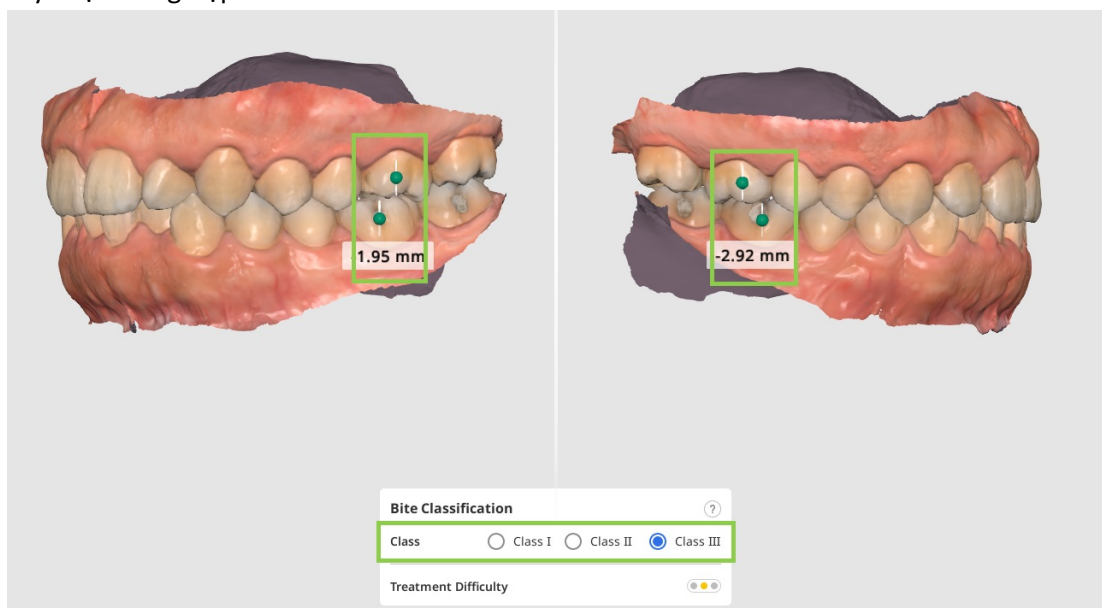 -1.95 mm
-2.92 mm
Bite Classification ?
Class Class I Class II Class III
Treatment Difficulty